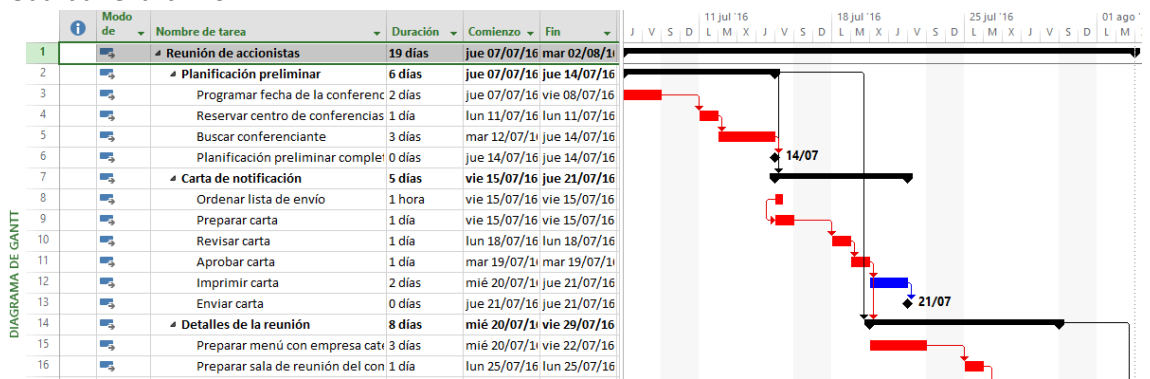 11 jul '16 18 jul '16 25 jul '16 01 ago '
Modo de Nombre de tarea Duración Comienzo Fin J V S D L M X J V S D L M X J V S D L M X J V S D L M
1 Reunión de accionistas 19 días jue 07/07/16 mar 02/08/1
2 Planificación preliminar 6 días jue 07/07/16 jue 14/07/16
3 Programar fecha de la conferenc 2 días jue 07/07/16 vie 08/07/16
4 Reservar centro de conferencias 1 día lun 11/07/16 lun 11/07/16
5 Buscar conferenciante 3 días mar 12/07/1 jue 14/07/16
6 Planificación preliminar complet 0 días jue 14/07/16 jue 14/07/16 14/07
7 Carta de notificación 5 días vie 15/07/16 jue 21/07/16
8 Ordenar lista de envío 1 hora vie 15/07/16 vie 15/07/16
9 Preparar carta 1 día vie 15/07/16 vie 15/07/16
10 Revisar carta 1 día lun 18/07/16 lun 18/07/16
11 Aprobar carta 1 día mar 19/07/1 mar 19/07/1
12 Imprimir carta 2 días mié 20/07/1 jue 21/07/16
13 Enviar carta 0 días jue 21/07/16 jue 21/07/16 21/07
14 Detalles de la reunión 8 días mié 20/07/1 vie 29/07/16
15 Preparar menú con empresa cate 3 días mié 20/07/1 vie 22/07/16
16 Preparar sala de reunión del con 1 día lun 25/07/16 lun 25/07/16
DIAGRAMA DE GANTT